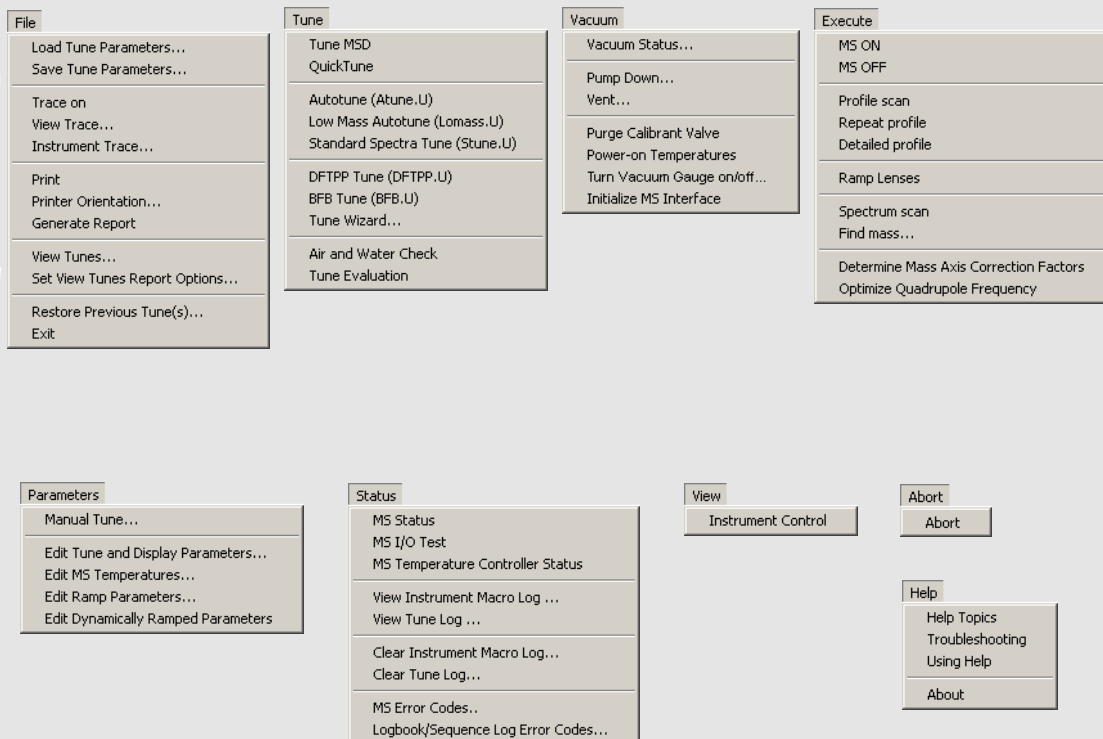 File
Load Tune Parameters...
Save Tune Parameters...
Trace on
View Trace...
Instrument Trace...
Print
Printer Orientation...
Generate Report
View Tunes...
Set View Tunes Report Options...
Restore Previous Tune(s)...
Exit
Tune
Tune MSD
QuickTune
Autotune (Atune.U)
Low Mass Autotune (Lomass.U)
Standard Spectra Tune (Stune.U)
DFTPP Tune (DFTPP.U)
BFB Tune (BFB.U)
Tune Wizard...
Air and Water Check
Tune Evaluation
Vacuum
Vacuum Status...
Pump Down...
Vent...
Purge Calibrant Valve
Power-on Temperatures
Turn Vacuum Gauge on/off...
Initialize MS Interface
Execute
MS ON
MS OFF
Profile scan
Repeat profile
Detailed profile
Ramp Lenses
Spectrum scan
Find mass...
Determine Mass Axis Correction Factors
Optimize Quadrupole Frequency
Parameters
Manual Tune...
Edit Tune and Display Parameters...
Edit MS Temperatures...
Edit Ramp Parameters...
Edit Dynamically Ramped Parameters
Status
MS Status
MS I/O Test
MS Temperature Controller Status
View Instrument Macro Log ...
View Tune Log ...
Clear Instrument Macro Log...
Clear Tune Log...
MS Error Codes..
Logbook/Sequence Log Error Codes...
View
Instrument Control
Abort
Abort
Help
Help Topics
Troubleshooting
Using Help
About